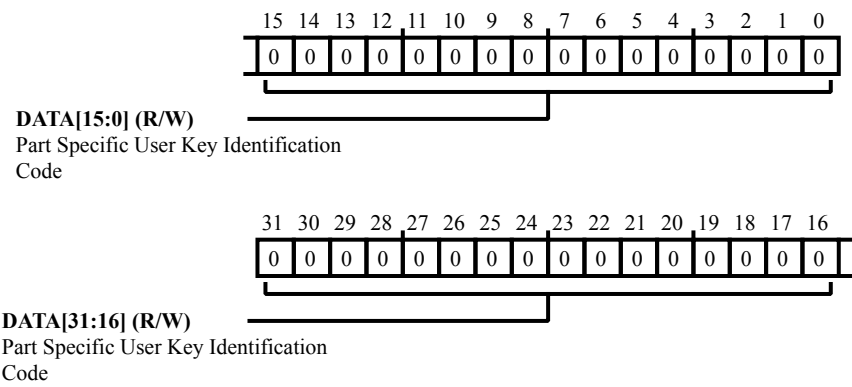 15 14 13 12 11 10 9 8 7 6 5 4 3 2 1 0
0 0 0 0 0 0 0 0 0 0 0 0 0 0 0 0
DATA[15:0] (R/W)
Part Specific User Key Identification
Code
31 30 29 28 27 26 25 24 23 22 21 20 19 18 17 16
0 0 0 0 0 0 0 0 0 0 0 0 0 0 0 0
DATA[31:16] (R/W)
Part Specific User Key Identification
Code